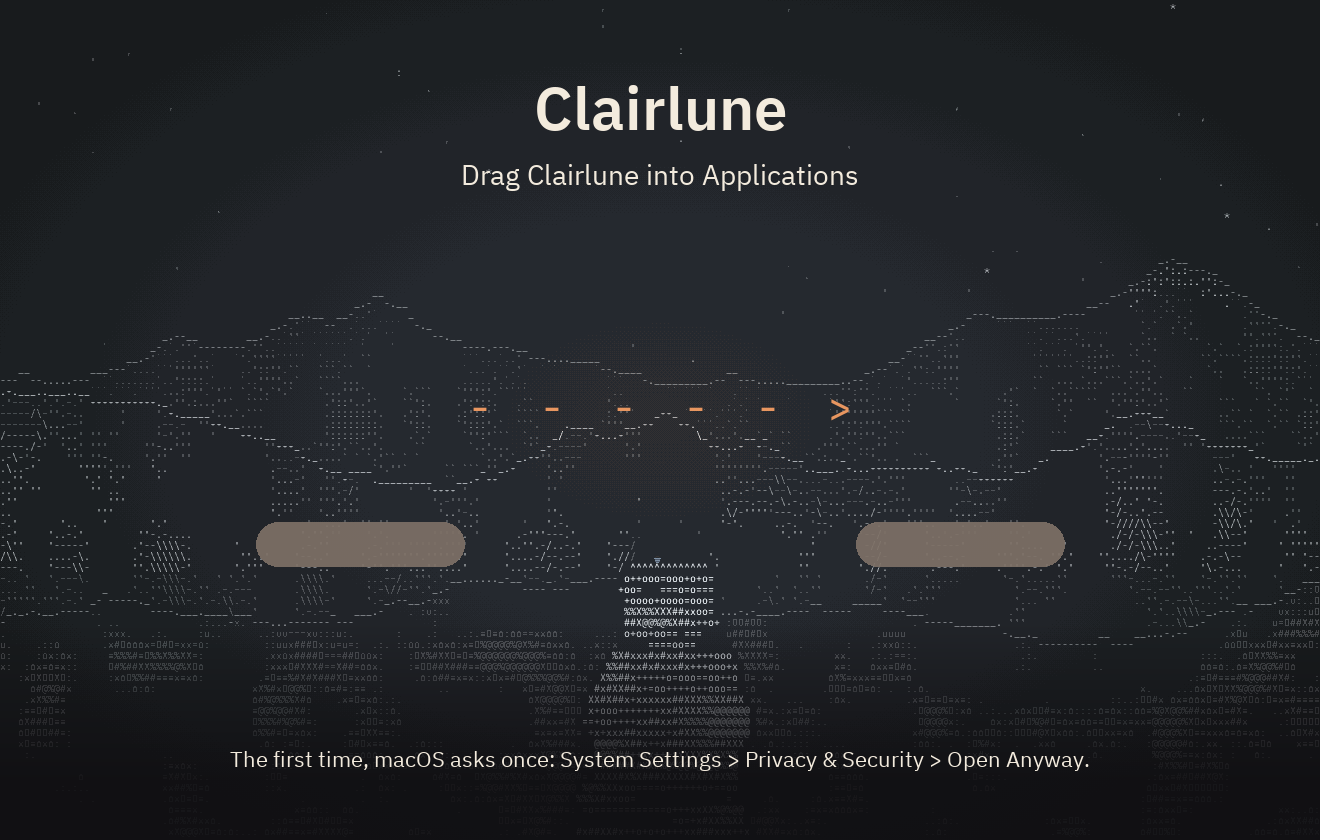 Clairlune
Drag Clairlune into Applications
- - - - - >
The first time, macOS asks once: System Settings > Privacy & Security > Open Anyway.